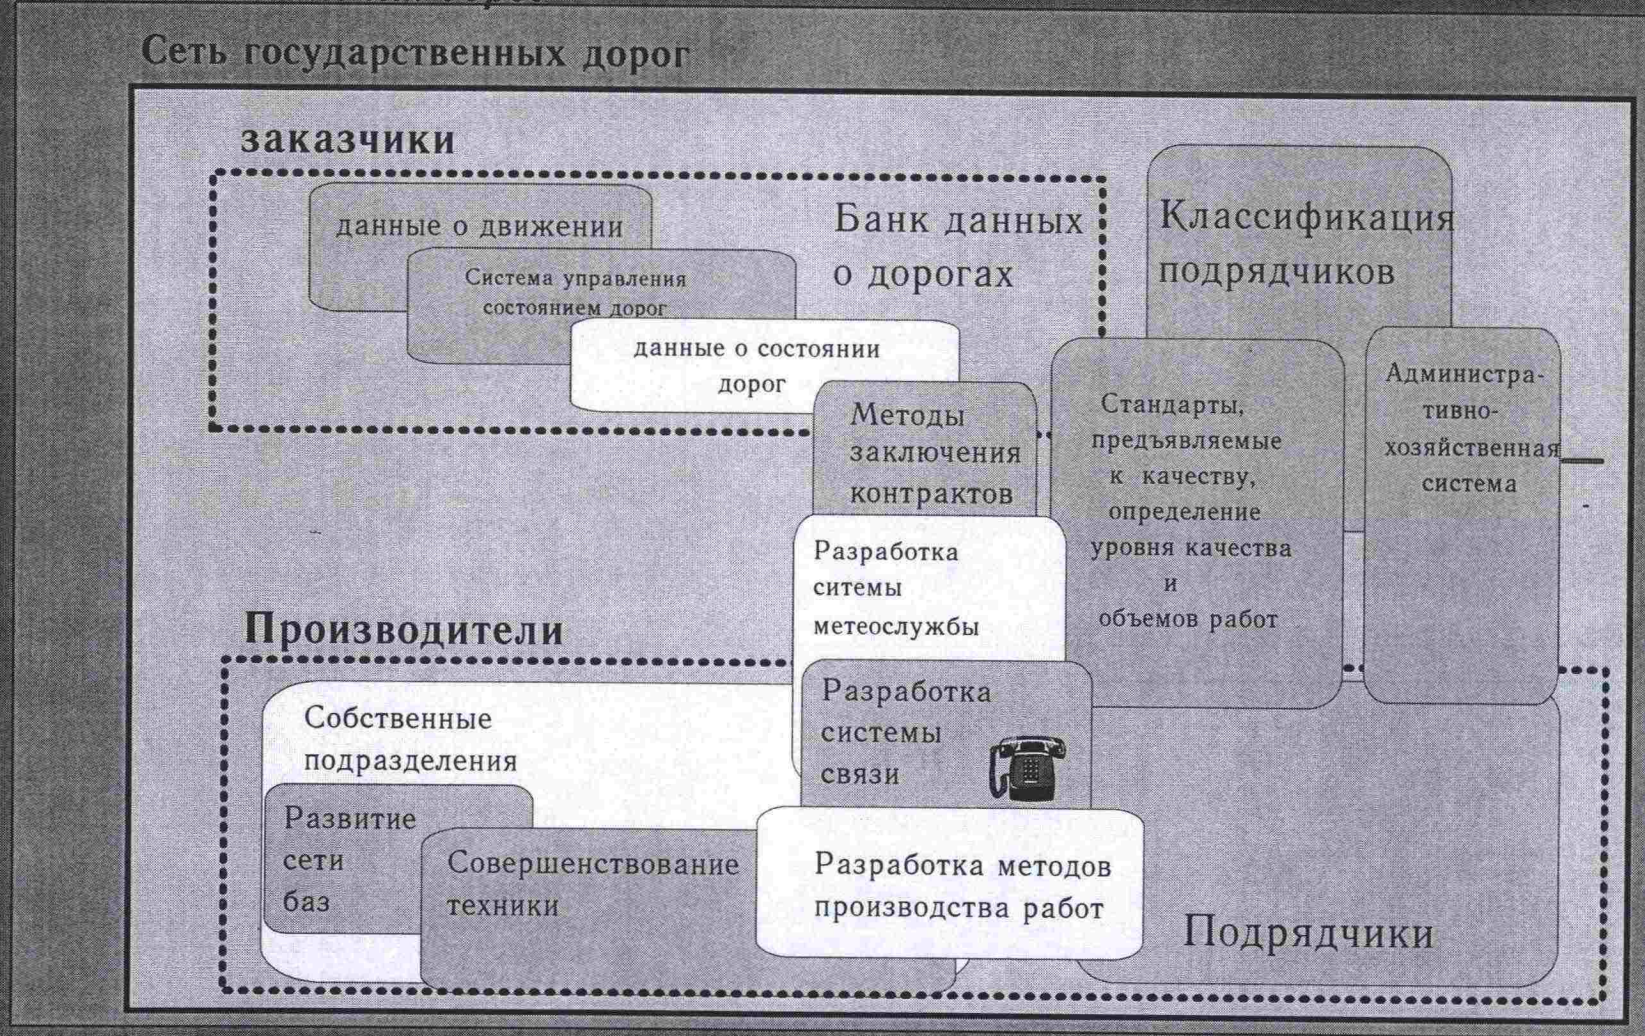 Сеть государственных дорог
заказчики
данные о движении
Система управления
состоянием дорог
данные о состоянии
дорог
Банк данных
о дорогах
Классификация
подрядчиков
Методы
заключения
контрактов
Стандарты,
предъявляемые
к качеству,
определение
уровня качества
и
объемов работ
Администра-
тивно-
хозяйственная
система
Разработка
ситемы
метеослужбы
Производители
Собственные
подразделения
Разработка
системы
связи
Развитие
сети
баз
Совершенствование
техники
Разработка методов
производства работ
Подрядчики